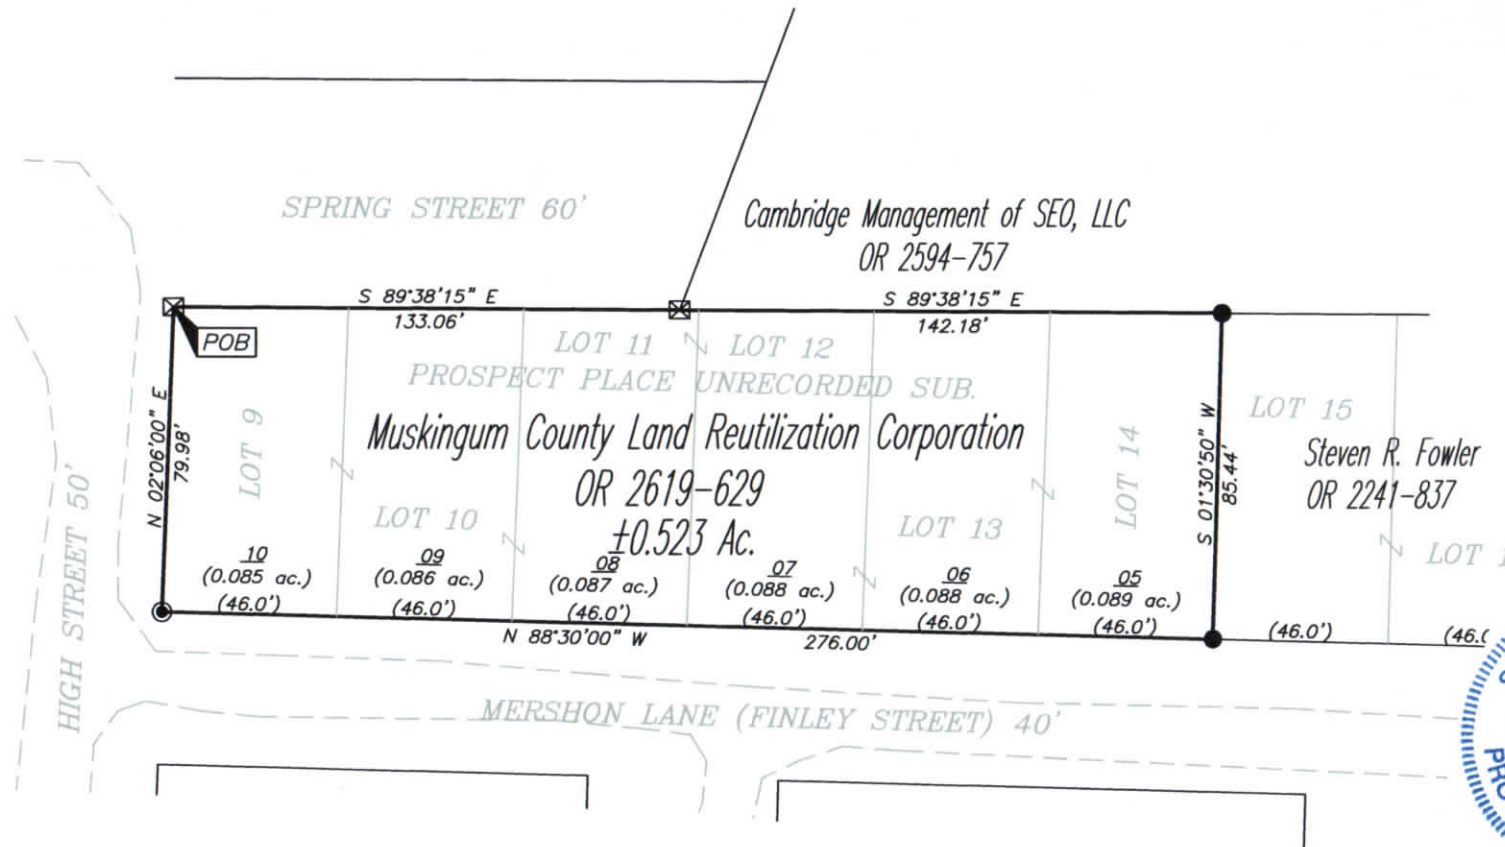 SPRING STREET 60'
Cambridge Management of SEO, LLC
OR 2594-757
S 89°38'15" E
133.06'
S 89°38'15" E
142.18'
POB
LOT 11
Z
LOT 12
PROSPECT PLACE UNRECORDED SUB.
N 02°06'00" E
79.98'
LOT 9
Z
Muskingum County Land Reutilization Corporation
OR 2619-629
±0.523 Ac.
LOT 10
Z
LOT 13
Z
Z
LOT 14
S 01°30'50" W
85.44'
LOT 15
Steven R. Fowler
OR 2241-837
Z
LOT
10
(0.085 ac.)
(46.0')
09
(0.086 ac.)
(46.0')
08
(0.087 ac.)
(46.0')
07
(0.088 ac.)
(46.0')
06
(0.088 ac.)
(46.0')
05
(0.089 ac.)
(46.0')
(46.0')
(46.0
N 88°30'00" W
276.00'
HIGH STREET 50'
MERSHON LANE (FINLEY STREET) 40'
PRO